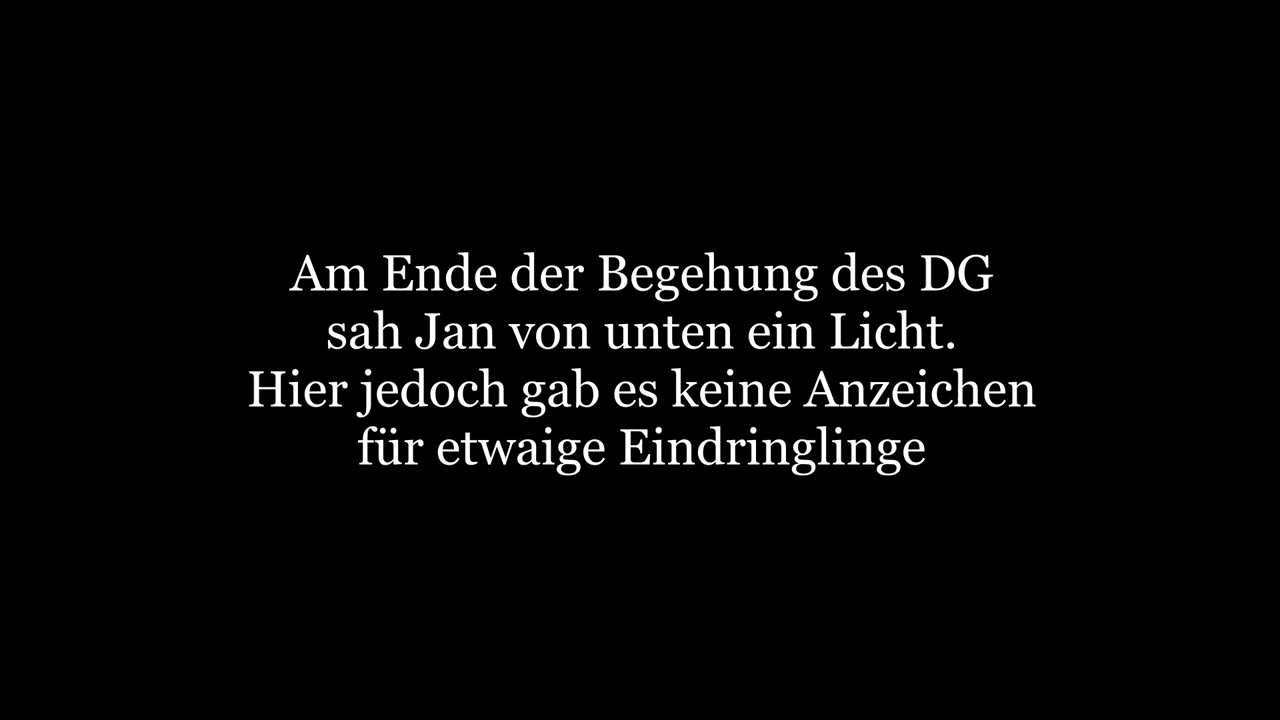 Am Ende der Begehung des DG
sah Jan von unten ein Licht.
Hier jedoch gab es keine Anzeichen
für etwaige Eindringlinge